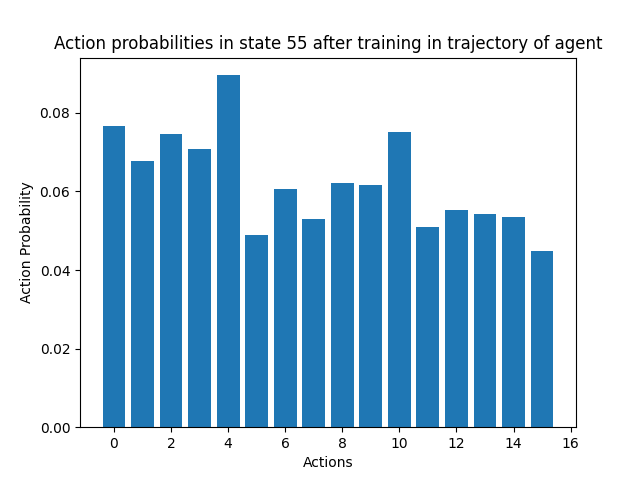 Action probabilities in state 55 after training in trajectory of agent
Action Probability
0.08
0.06
0.04
0.02
0.00
0 2 4 6 8 10 12 14 16
Actions